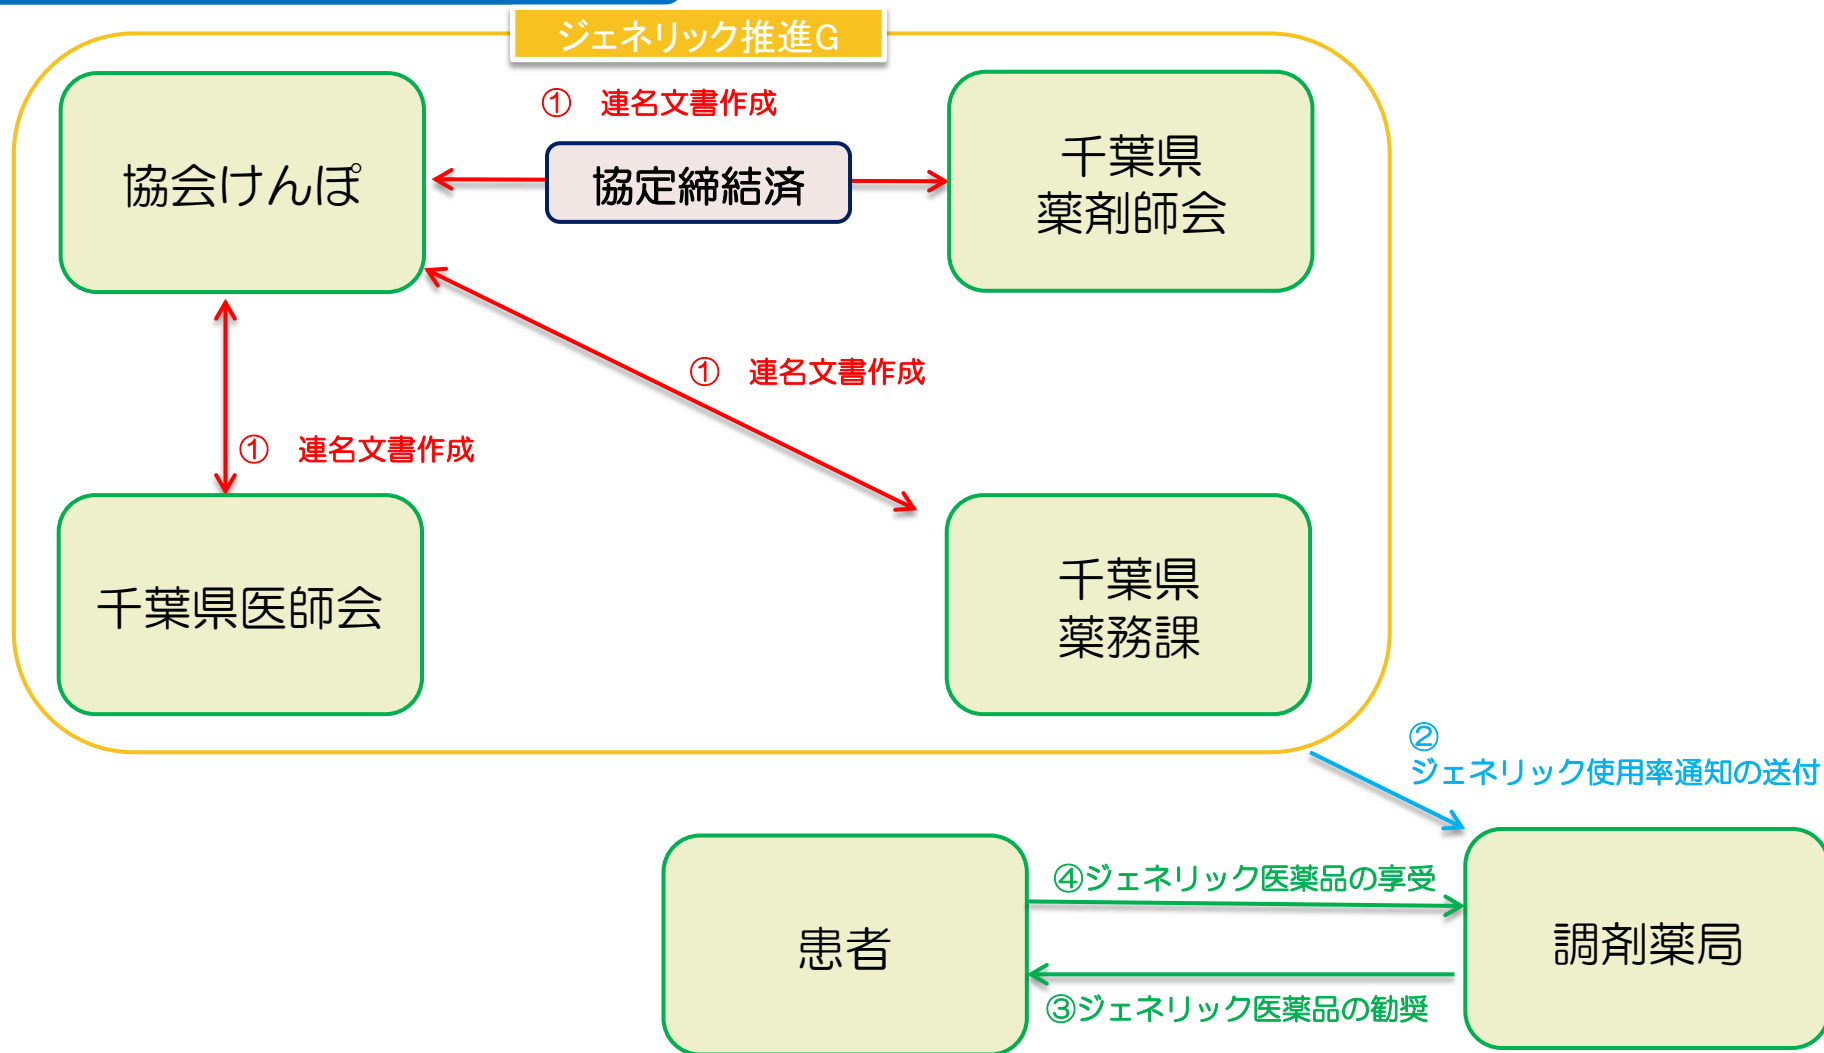 ジェネリック推進G
① 連名文書作成
協会けんぽ
協定締結済
千葉県
薬剤師会
① 連名文書作成
① 連名文書作成
千葉県医師会
千葉県
薬務課
②
ジェネリック使用率通知の送付
④ジェネリック医薬品の享受
患者
調剤薬局
③ジェネリック医薬品の勧奨